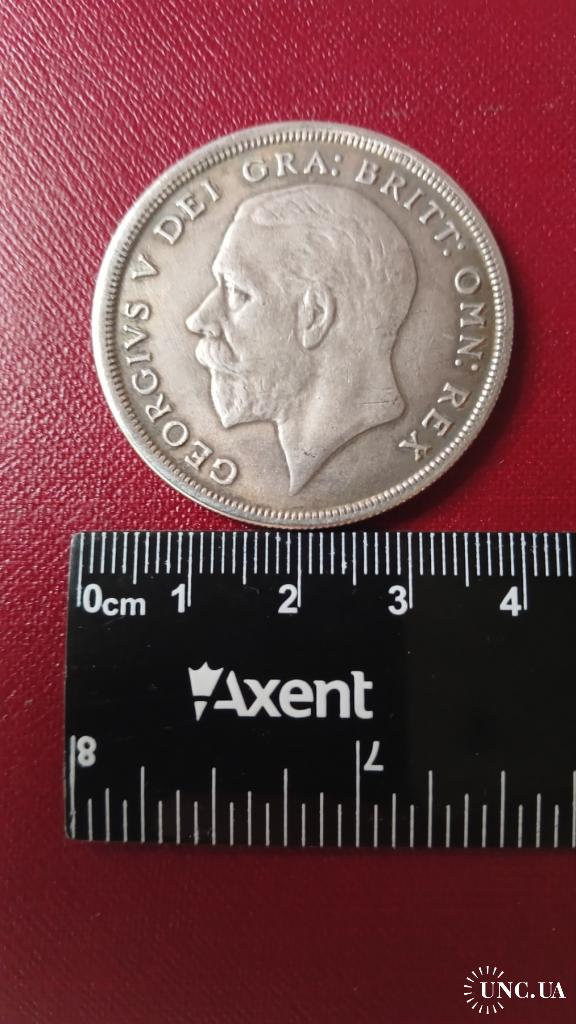 GEORGIVS V DEI GRA: BRITT: OMN: REX
0cm 1 2 3 4
Axent
8 7
UNC.UA